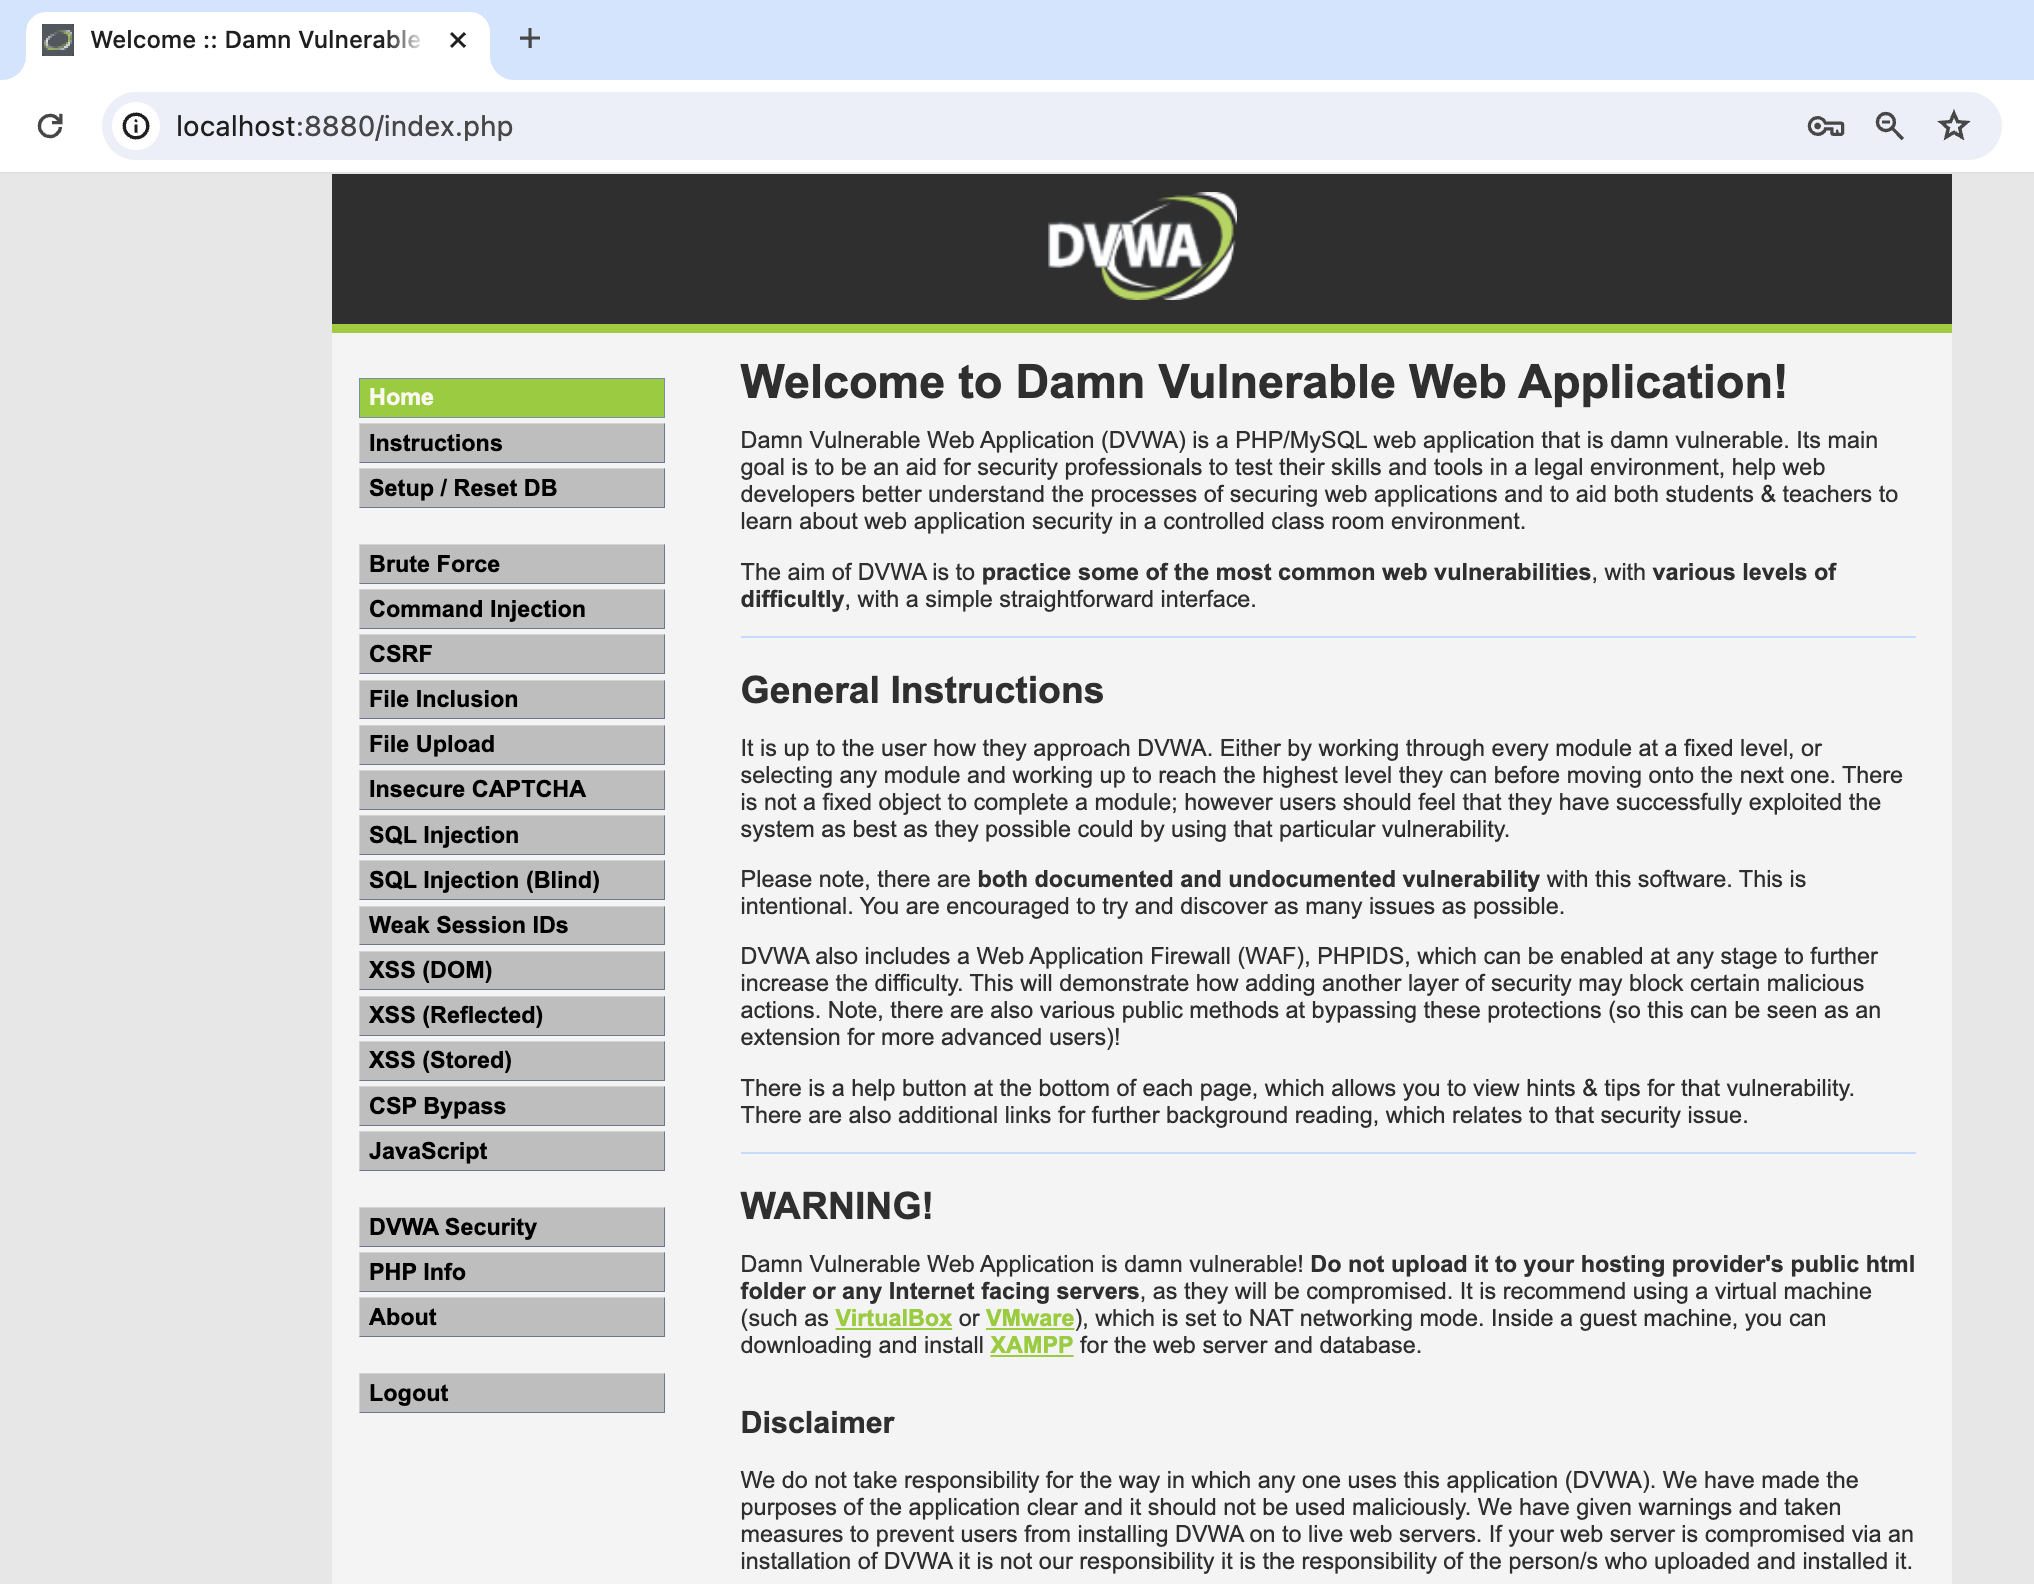 Welcome :: Damn Vulnerable
localhost:8880/index.php
DVWA
Home
Instructions
Setup / Reset DB
Brute Force
Command Injection
CSRF
File Inclusion
File Upload
Insecure CAPTCHA
SQL Injection
SQL Injection (Blind)
Weak Session IDs
XSS (DOM)
XSS (Reflected)
XSS (Stored)
CSP Bypass
JavaScript
DVWA Security
PHP Info
About
Logout
Welcome to Damn Vulnerable Web Application!
Damn Vulnerable Web Application (DVWA) is a PHP/MySQL web application that is damn vulnerable. Its main
goal is to be an aid for security professionals to test their skills and tools in a legal environment, help web
developers better understand the processes of securing web applications and to aid both students & teachers to
learn about web application security in a controlled class room environment.
The aim of DVWA is to practice some of the most common web vulnerabilities, with various levels of
difficultly, with a simple straightforward interface.
General Instructions
It is up to the user how they approach DVWA. Either by working through every module at a fixed level, or
selecting any module and working up to reach the highest level they can before moving onto the next one. There
is not a fixed object to complete a module; however users should feel that they have successfully exploited the
system as best as they possible could by using that particular vulnerability.
Please note, there are both documented and undocumented vulnerability with this software. This is
intentional. You are encouraged to try and discover as many issues as possible.
DVWA also includes a Web Application Firewall (WAF), PHPIDS, which can be enabled at any stage to further
increase the difficulty. This will demonstrate how adding another layer of security may block certain malicious
actions. Note, there are also various public methods at bypassing these protections (so this can be seen as an
extension for more advanced users)!
There is a help button at the bottom of each page, which allows you to view hints & tips for that vulnerability.
There are also additional links for further background reading, which relates to that security issue.
WARNING!
Damn Vulnerable Web Application is damn vulnerable! Do not upload it to your hosting provider's public html
folder or any Internet facing servers, as they will be compromised. It is recommend using a virtual machine
(such as VirtualBox or VMware), which is set to NAT networking mode. Inside a guest machine, you can
downloading and install XAMPP for the web server and database.
Disclaimer
We do not take responsibility for the way in which any one uses this application (DVWA). We have made the
purposes of the application clear and it should not be used maliciously. We have given warnings and taken
measures to prevent users from installing DVWA on to live web servers. If your web server is compromised via an
installation of DVWA it is not our responsibility it is the responsibility of the person/s who uploaded and installed it.